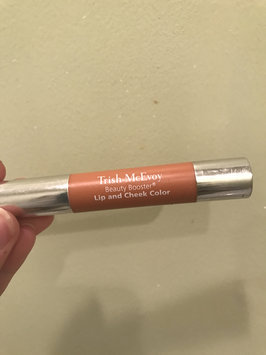 Trish McEvoy
Beauty Booster®
Lip and Cheek Color